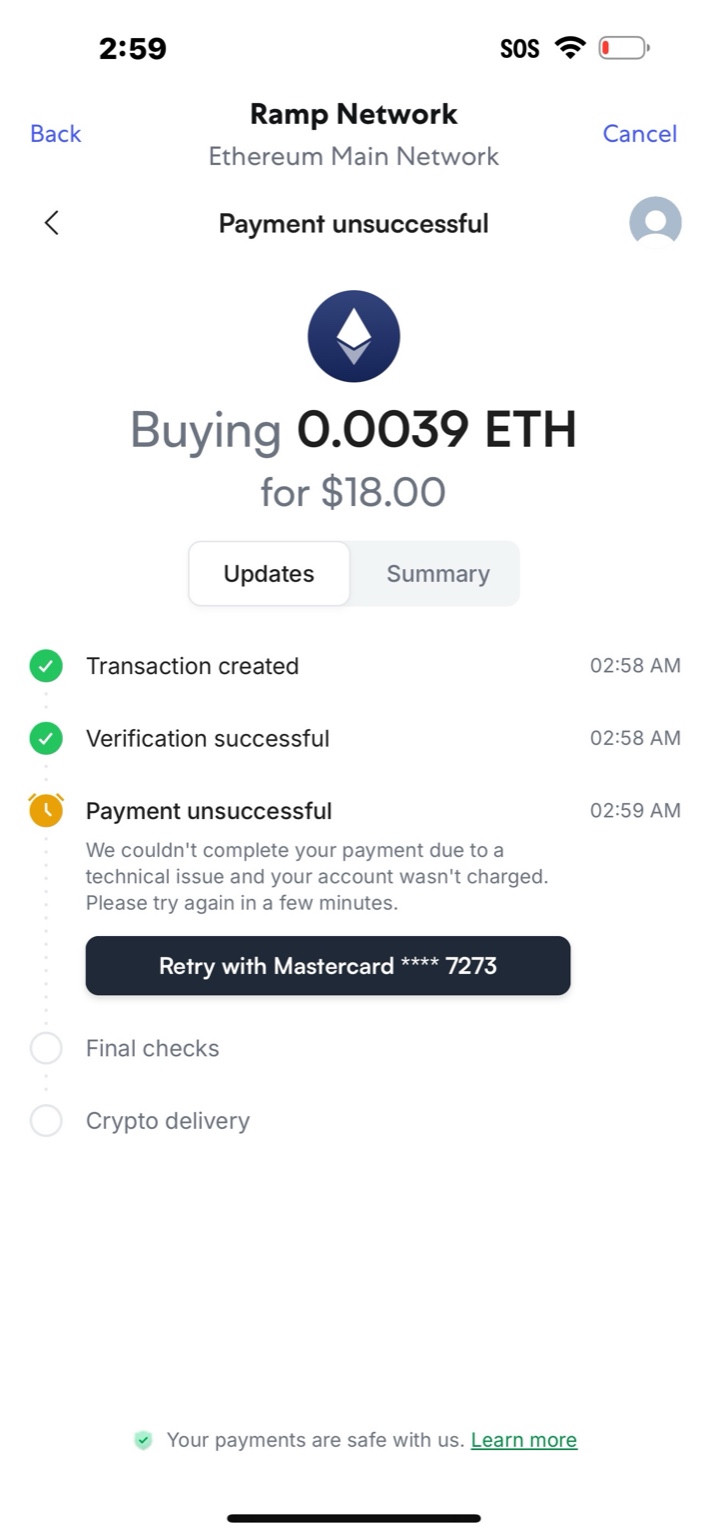 2:59
SOS
Ramp Network
Back
Cancel
Ethereum Main Network
Payment unsuccessful
Buying 0.0039 ETH
for $18.00
Updates
Summary
Transaction created
02:58 AM
Verification successful
02:58 AM
Payment unsuccessful
02:59 AM
We couldn't complete your payment due to a
technical issue and your account wasn't charged.
Please try again in a few minutes.
Retry with Mastercard **** 7273
Final checks
Crypto delivery
Your payments are safe with us. Learn more